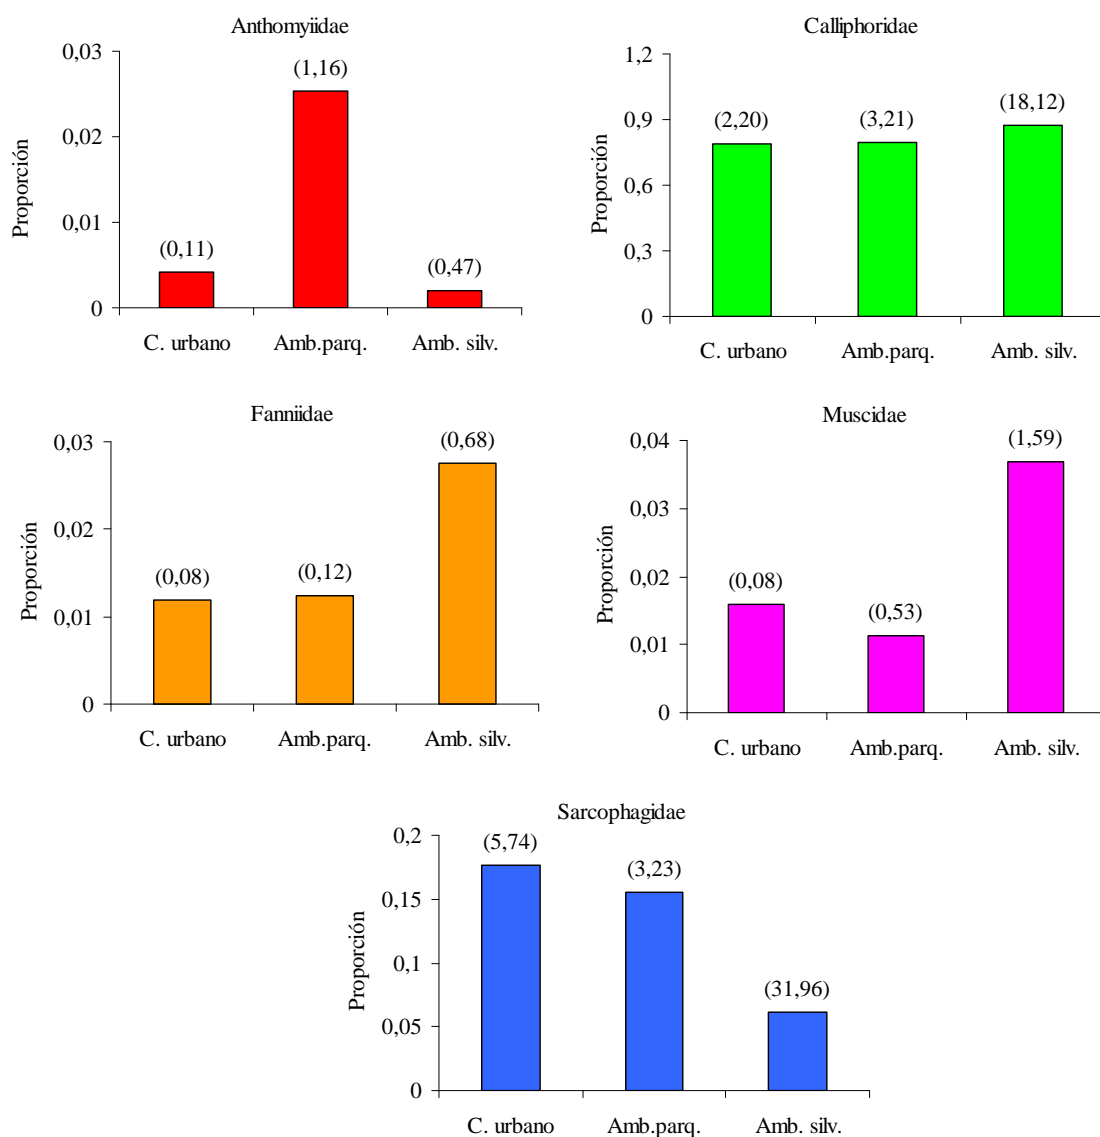 Anthomyiidae
Proporción
0,03
0,02
0,01
0
(0,11)
(1,16)
(0,47)
C. urbano
Amb.parq.
Amb. silv.
Calliphoridae
Proporción
1,2
0,9
0,6
0,3
0
(2,20)
(3,21)
(18,12)
C. urbano
Amb.parq.
Amb. silv.
Fanniidae
Proporción
0,03
0,02
0,01
0
(0,08)
(0,12)
(0,68)
C. urbano
Amb.parq.
Amb. silv.
Muscidae
Proporción
0,04
0,03
0,02
0,01
0
(0,08)
(0,53)
(1,59)
C. urbano
Amb.parq.
Amb. silv.
Sarcophagidae
Proporción
0,2
0,15
0,1
0,05
0
(5,74)
(3,23)
(31,96)
C. urbano
Amb.parq.
Amb. silv.